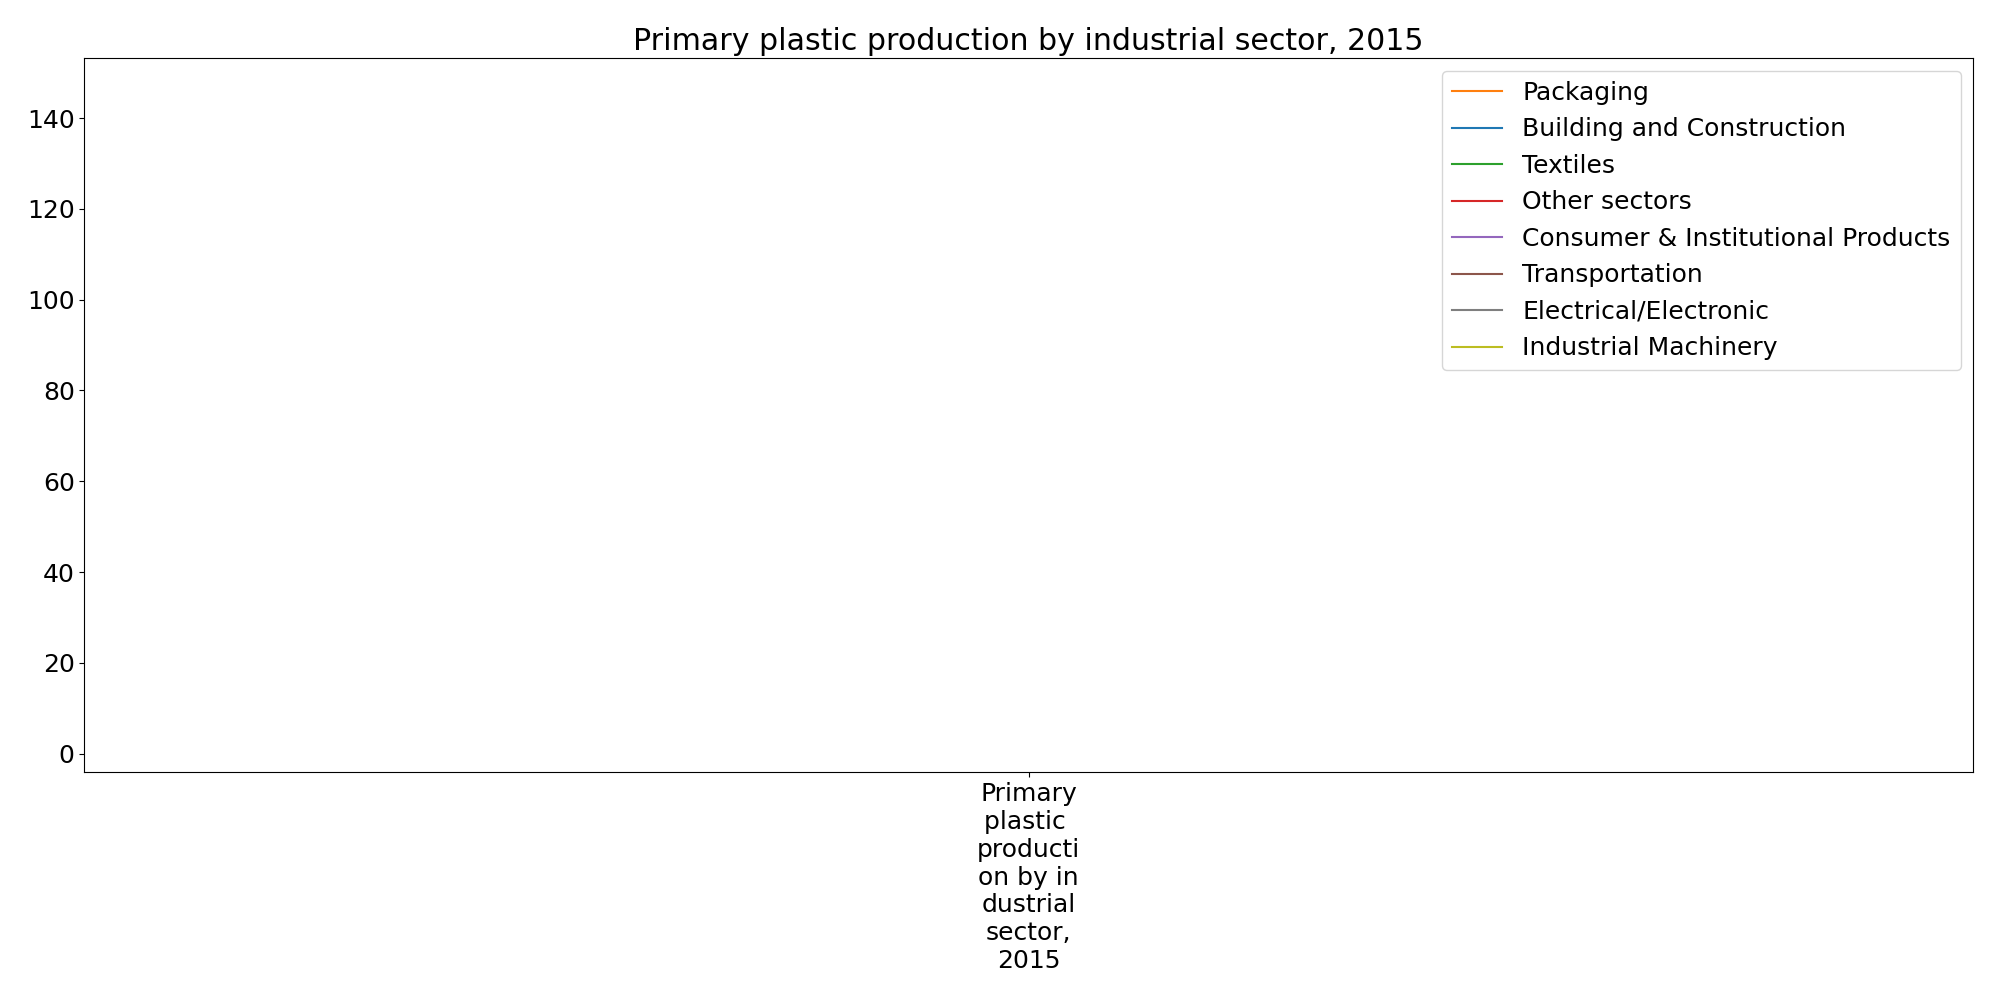 Primary plastic production by industrial sector, 2015
140
120
100
80
60
40
20
0
Packaging
Building and Construction
Textiles
Other sectors
Consumer & Institutional Products
Transportation
Electrical/Electronic
Industrial Machinery
Primary
plastic
producti
on by in
dustrial
sector,
2015